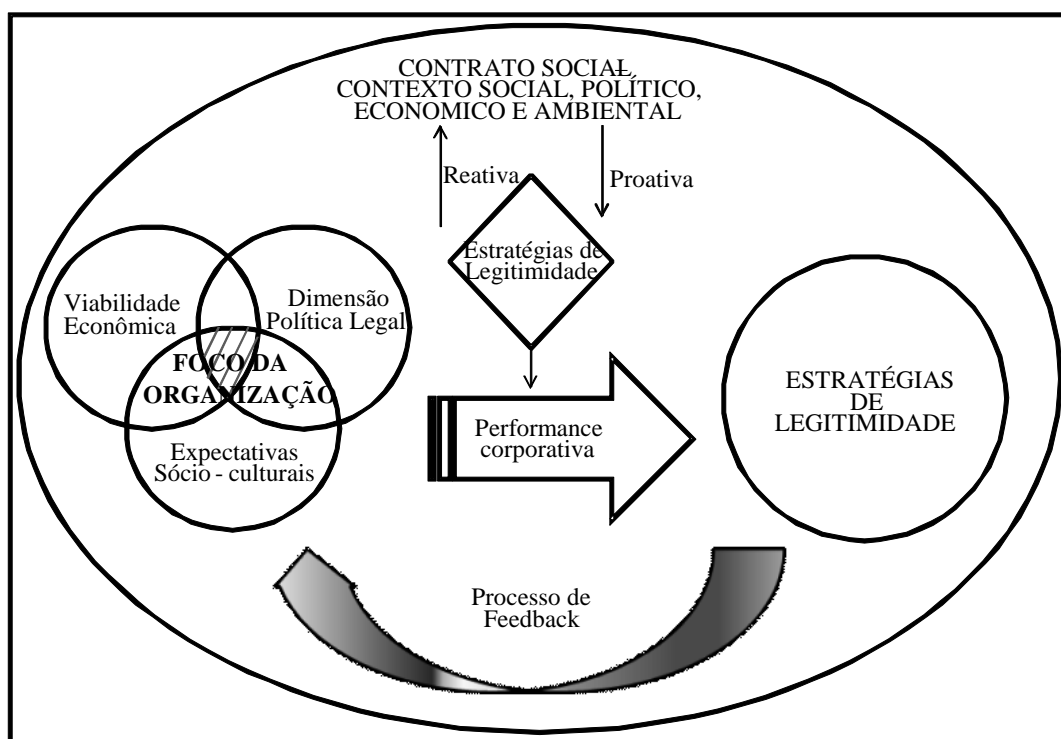 CONTRATO SOCIAL,
CONTEXTO SOCIAL, POLÍTICO,
ECONOMICO E AMBIENTAL
Reativa
Proativa
Estratégias de
Legitimidade
Viabilidade
Econômica
Dimensão
Política Legal
FOCO DA
ORGANIZAÇÃO
Expectativas
Sócio - culturais
Performance
corporativa
ESTRATÉGIAS
DE
LEGITIMIDADE
Processo de
Feedback